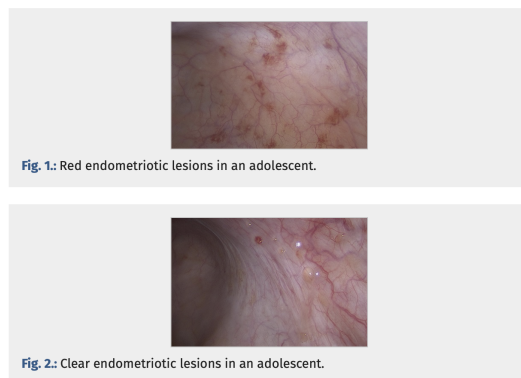 Fig. 1.: Red endometriotic lesions in an adolescent.
Fig. 2.: Clear endometriotic lesions in an adolescent.